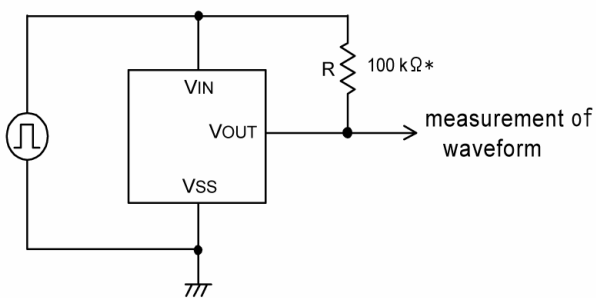 VIN
R 100 kΩ*
VOUT
measurement of
waveform
VSS